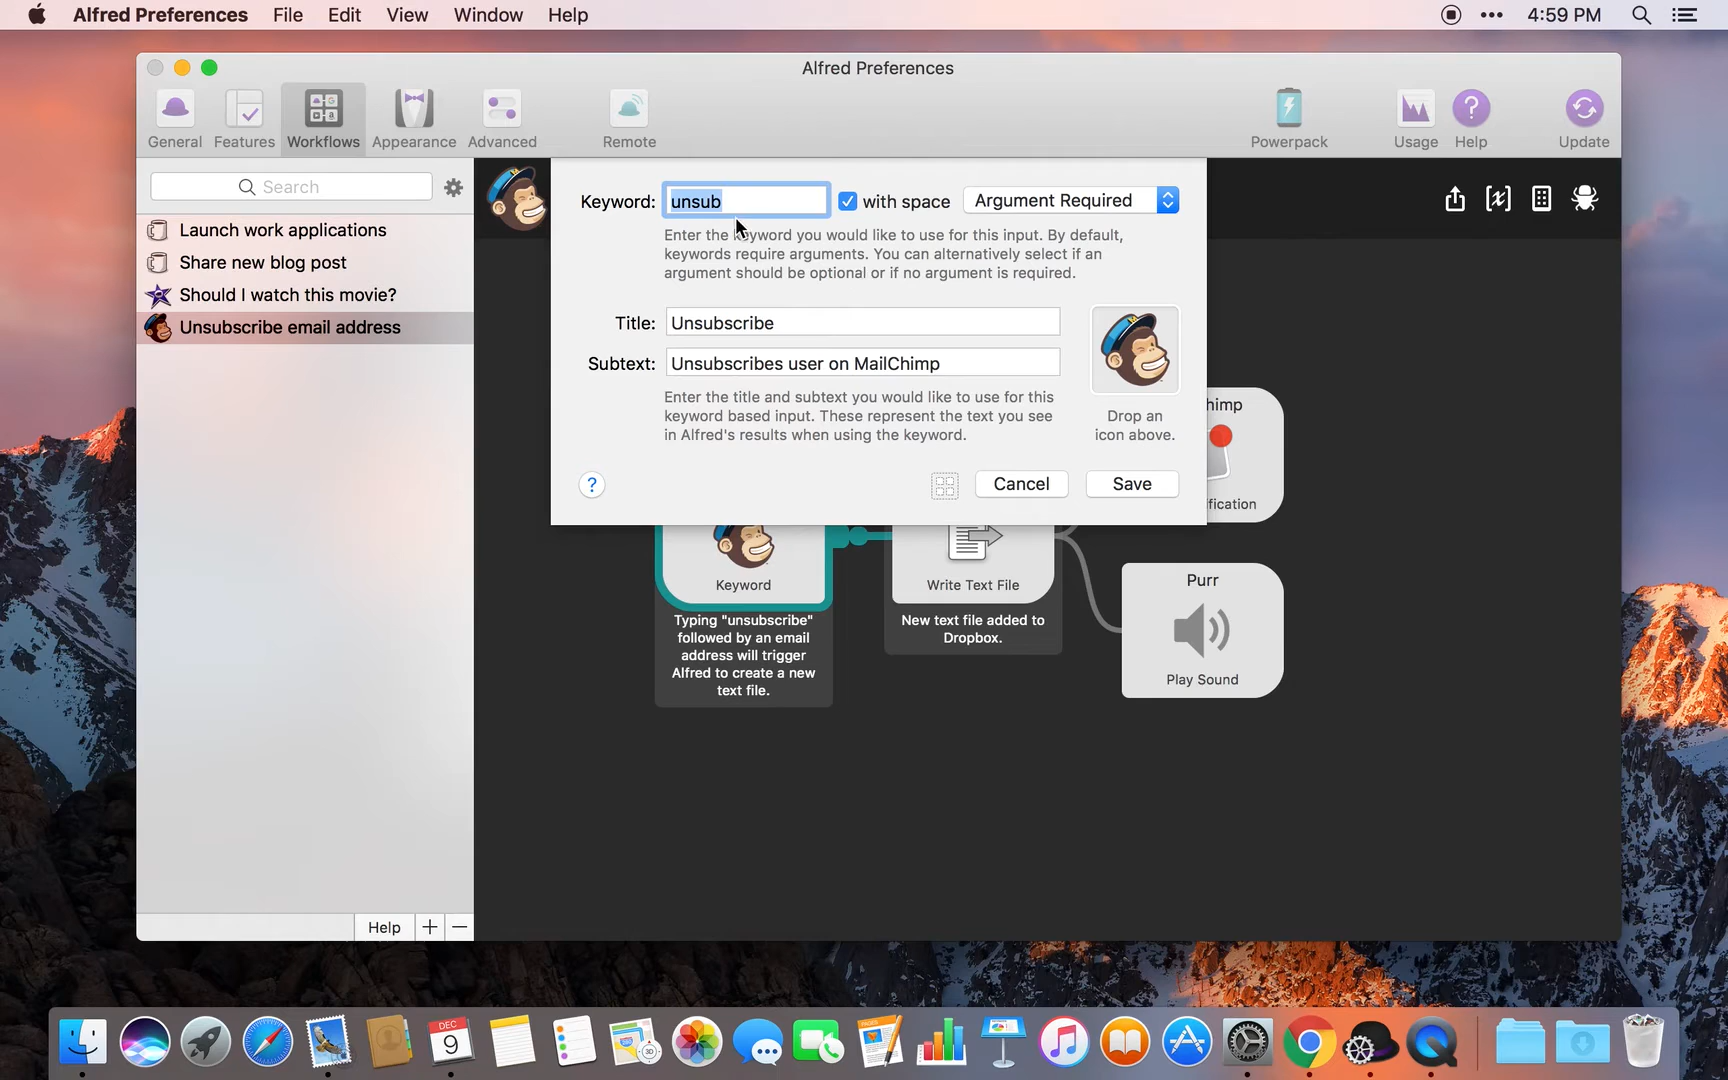 Alfred Preferences File Edit View Window Help 4:59 PM
Alfred Preferences
General Features Workflows Appearance Advanced Remote Powerpack Usage Help Update
Search
Launch work applications
Share new blog post
Should I watch this movie?
Unsubscribe email address
Help
Keyword: unsub with space Argument Required
Enter the keyword you would like to use for this input. By default,
keywords require arguments. You can alternatively select if an
argument should be optional or if no argument is required.
Title: Unsubscribe
Subtext: Unsubscribes user on MailChimp
Enter the title and subtext you would like to use for this
keyword based input. These represent the text you see
in Alfred's results when using the keyword.
Drop an
icon above.
? Cancel Save
himp
ification
Keyword
Typing "unsubscribe"
followed by an email
address will trigger
Alfred to create a new
text file.
Write Text File
New text file added to
Dropbox.
Purr
Play Sound
DEC
9